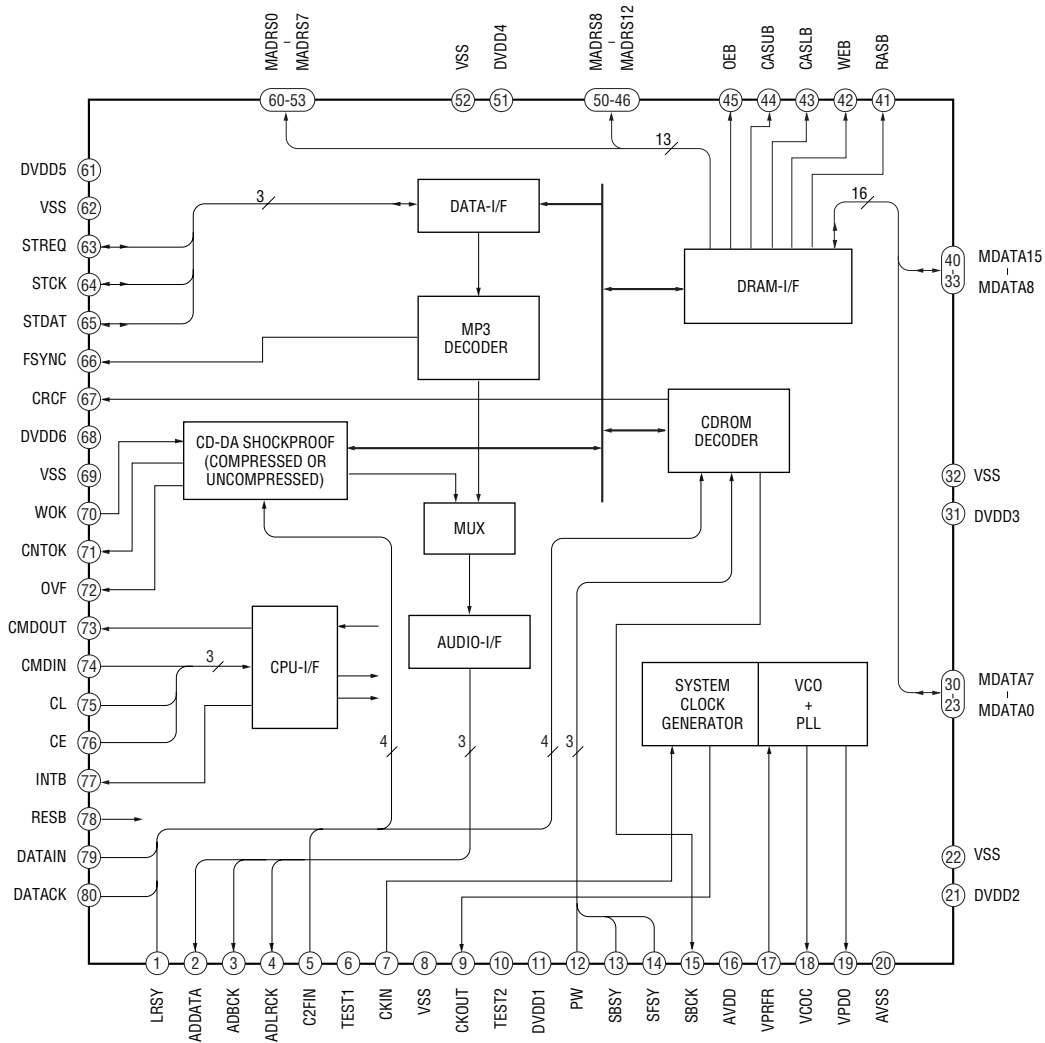 MADRS0
–
MADRS7
VSS
DVDD4
MADRS8
–
MADRS12
OEB
CASUB
CASLB
WEB
RASB
60-53
52
51
50-46
45
44
43
42
41
13
16
DVDD5
61
VSS
62
STREQ
63
STCK
64
STDAT
65
FSYNC
66
CRCF
67
DVDD6
68
VSS
69
WOK
70
CNTOK
71
OVF
72
CMDOUT
73
CMDIN
74
CL
75
CE
76
INTB
77
RESB
78
DATAIN
79
DATACK
80
3
DATA-I/F
MP3
DECODER
CD-DA SHOCKPROOF
(COMPRESSED OR
UNCOMPRESSED)
MUX
AUDIO-I/F
3
CPU-I/F
DRAM-I/F
CDROM
DECODER
SYSTEM
CLOCK
GENERATOR
VCO
+
PLL
4
3
4
3
40
–
33
MDATA15
–
MDATA8
32
VSS
31
DVDD3
30
–
23
MDATA7
–
MDATA0
22
VSS
21
DVDD2
1
2
3
4
5
6
7
8
9
10
11
12
13
14
15
16
17
18
19
20
LRSY
ADDATA
ADBCK
ADLRCK
C2FIN
TEST1
CKIN
VSS
CKOUT
TEST2
DVDD1
PW
SBSY
SFSY
SBCK
AVDD
VPRFR
VCOC
VPDO
AVSS